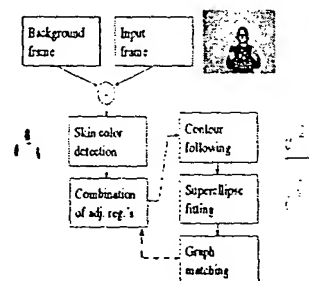 Background
frame
Input
frame
Skin color
detection
Combination
of adj. reg.'s
Contour
following
Superellipse
fitting
Graph
matching